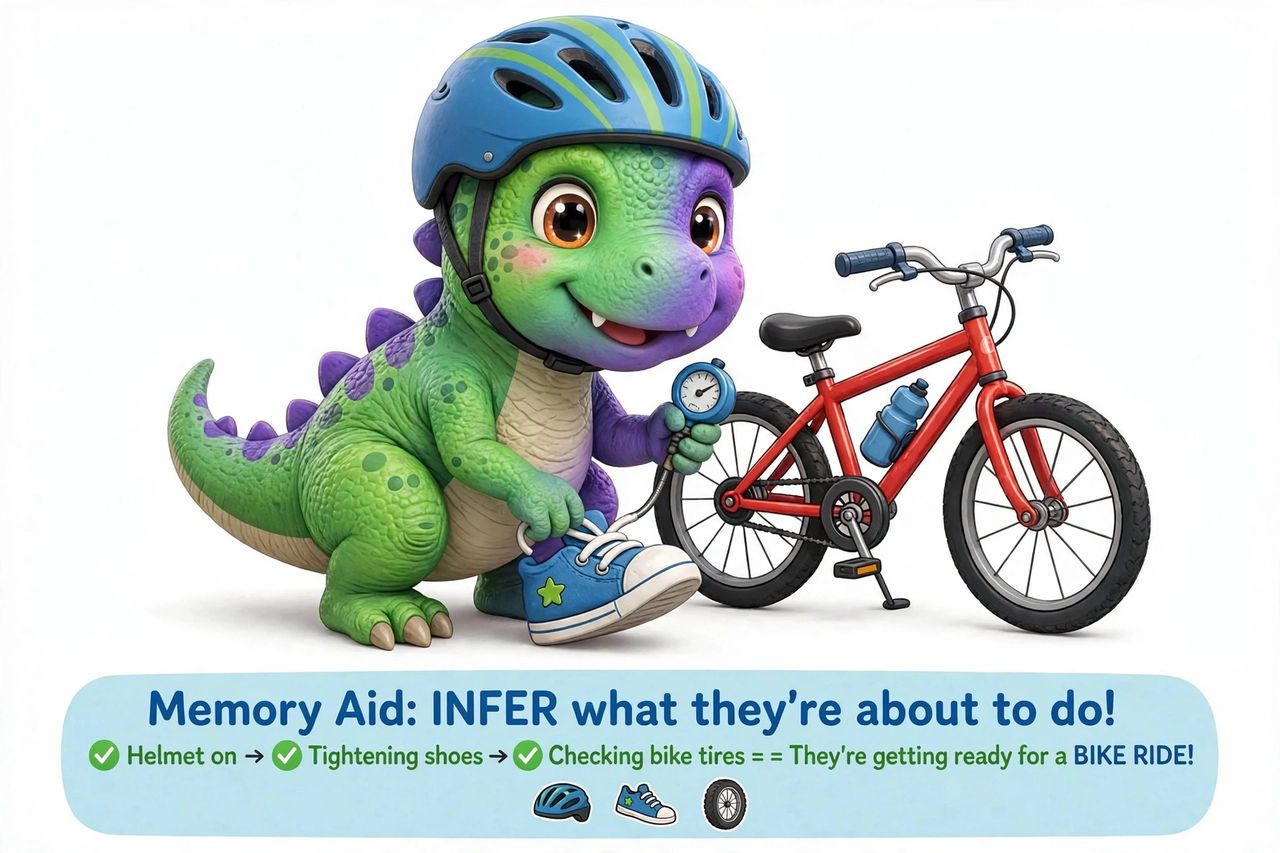 Memory Aid: INFER what they're about to do!
✅ Helmet on → ✅ Tightening shoes → ✅ Checking bike tires = = They're getting ready for a BIKE RIDE!